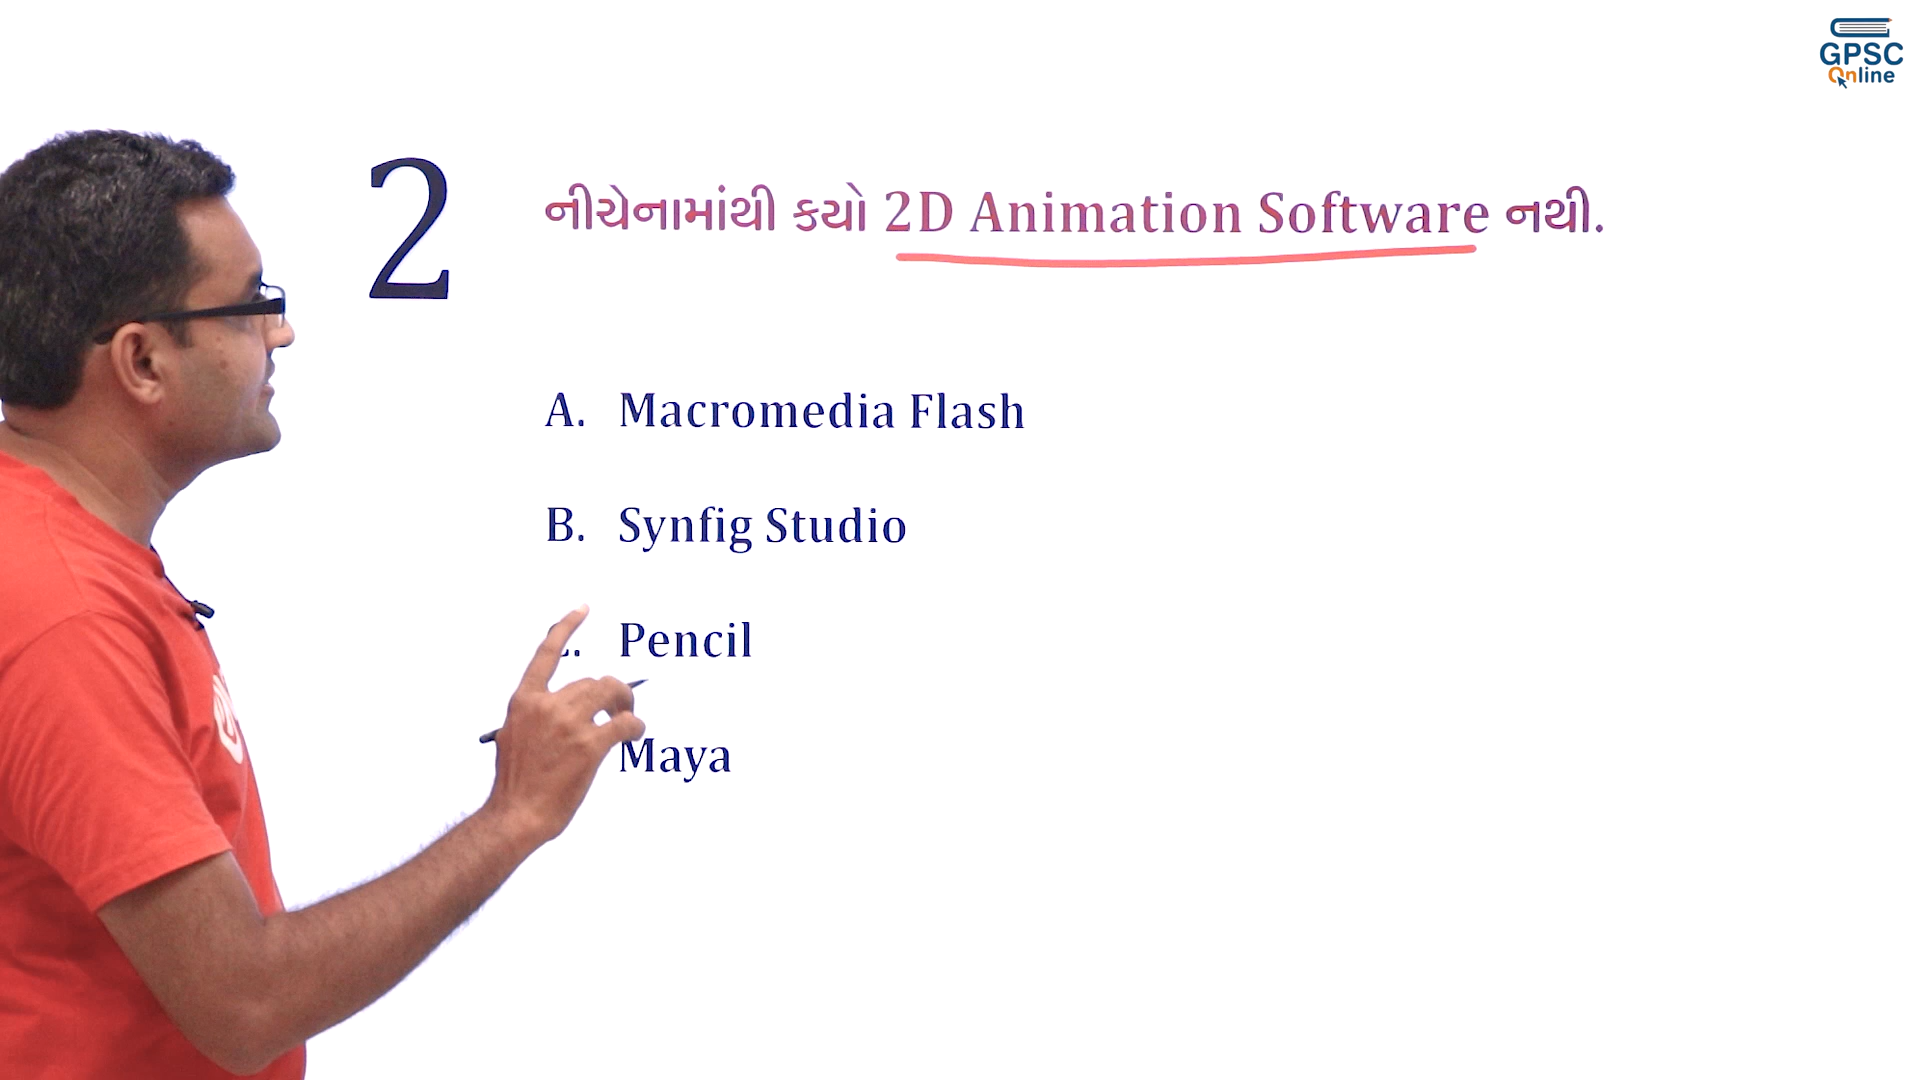 GPSC
Online
2
નીચેનામાંથી કયો 2D Animation Software નથી.
A. Macromedia Flash
B. Synfig Studio
Pencil
Maya